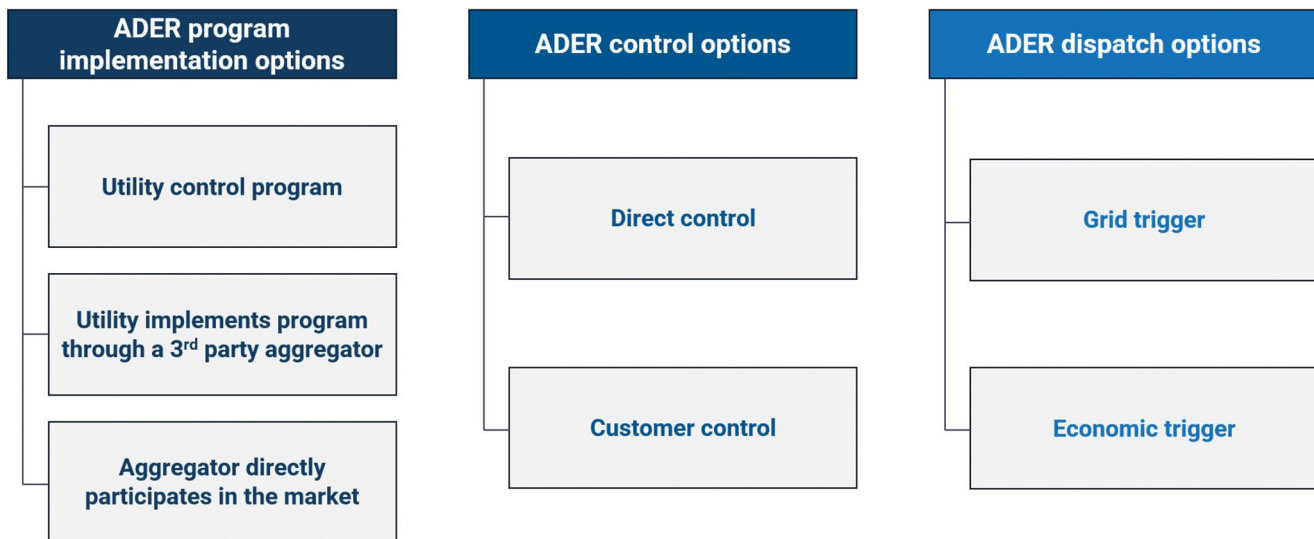 ADER program
implementation options
Utility control program
Utility implements program
through a 3rd party aggregator
Aggregator directly
participates in the market
ADER control options
Direct control
Customer control
ADER dispatch options
Grid trigger
Economic trigger